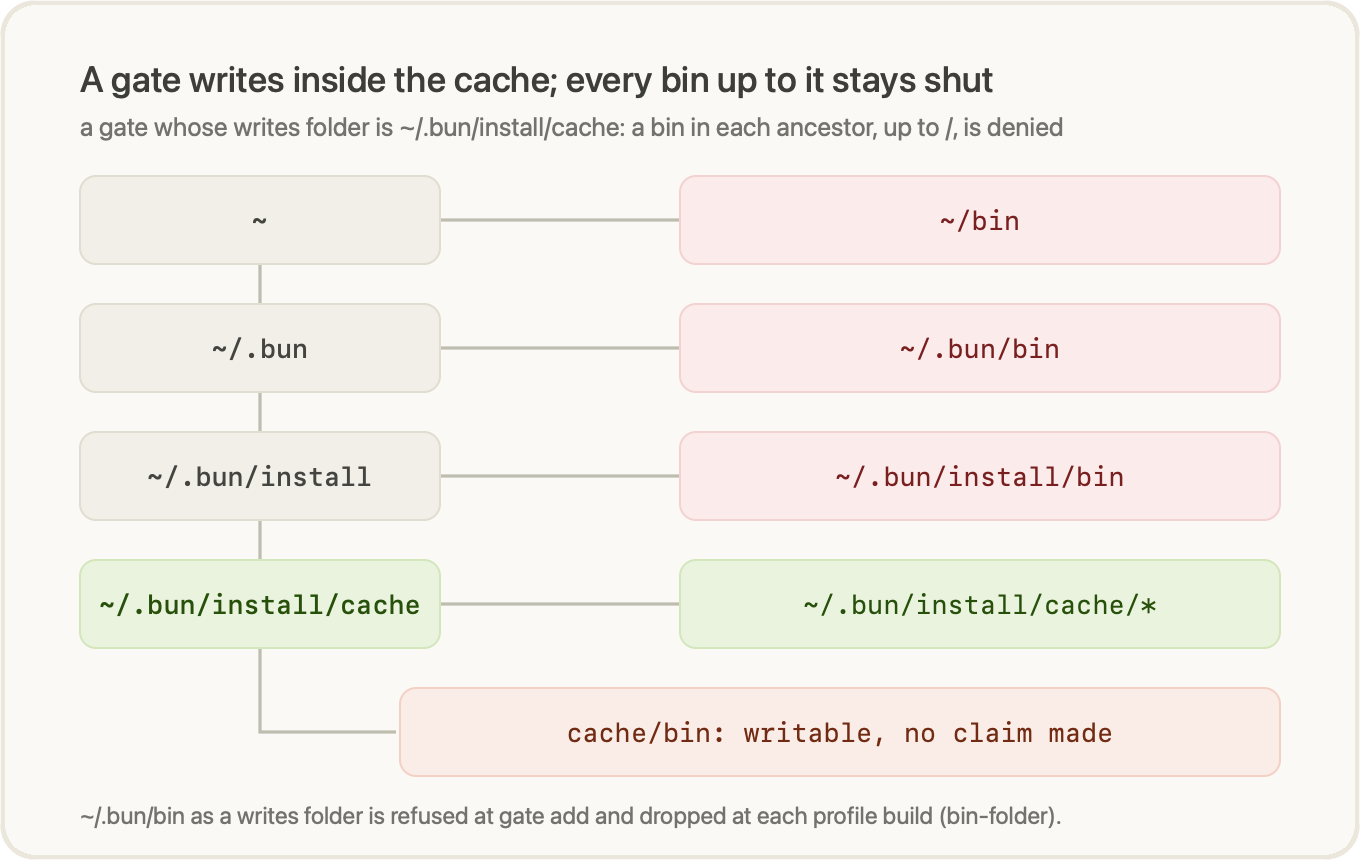 A gate writes inside the cache; every bin up to it stays shut
a gate whose writes folder is ~/.bun/install/cache: a bin in each ancestor, up to /, is denied
~
~/bin
~/.bun
~/.bun/bin
~/.bun/install
~/.bun/install/bin
~/.bun/install/cache
~/.bun/install/cache/*
cache/bin: writable, no claim made
~/.bun/bin as a writes folder is refused at gate add and dropped at each profile build (bin-folder).